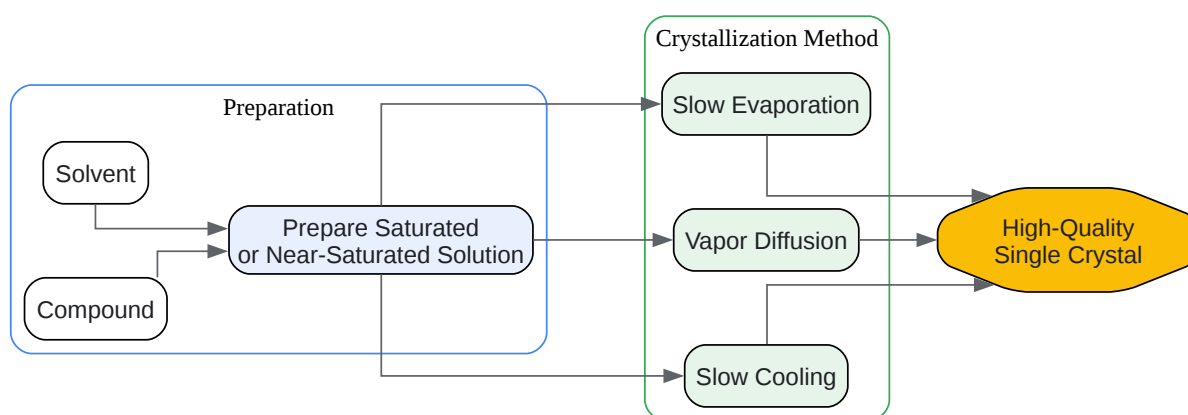 Preparation
Solvent
Compound
Prepare Saturated
or Near-Saturated Solution
Crystallization Method
Slow Evaporation
Vapor Diffusion
Slow Cooling
High-Quality
Single Crystal